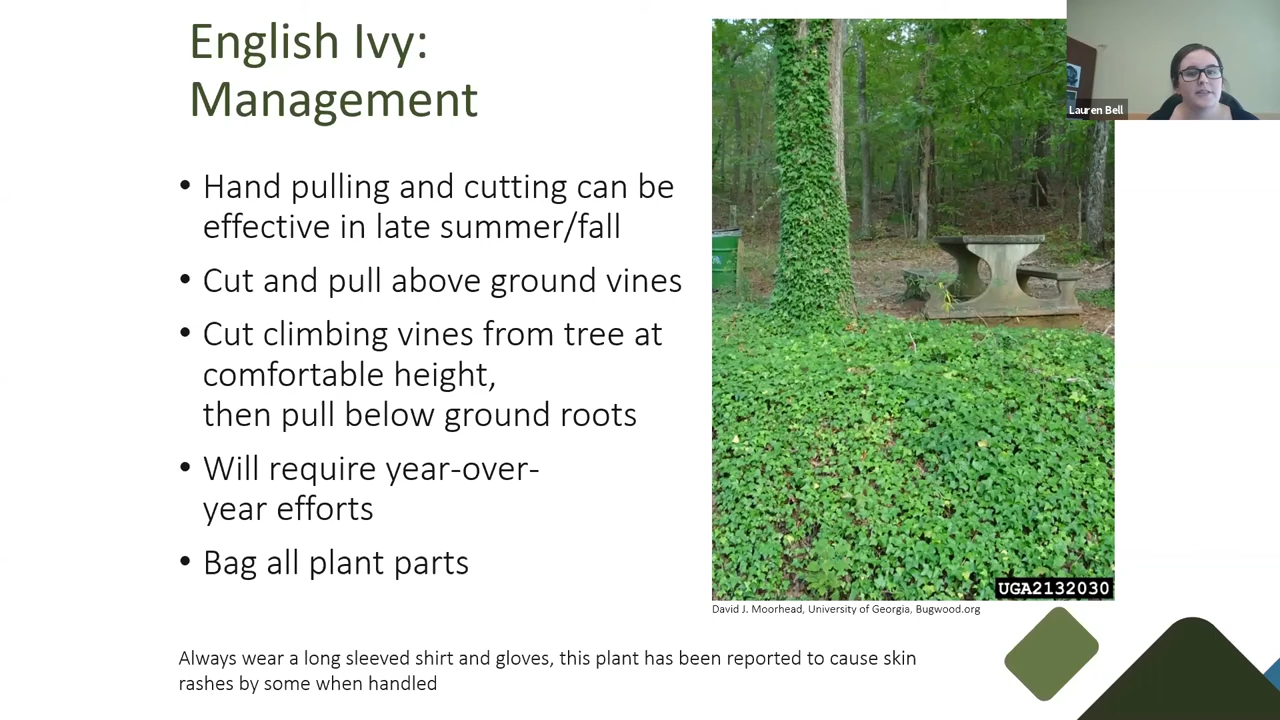 English Ivy:
Management
Lauren Bell
• Hand pulling and cutting can be
effective in late summer/fall
• Cut and pull above ground vines
• Cut climbing vines from tree at
comfortable height,
then pull below ground roots
• Will require year-over-
year efforts
• Bag all plant parts
UGA2132030
David J. Moorhead, University of Georgia, Bugwood.org
Always wear a long sleeved shirt and gloves, this plant has been reported to cause skin
rashes by some when handled